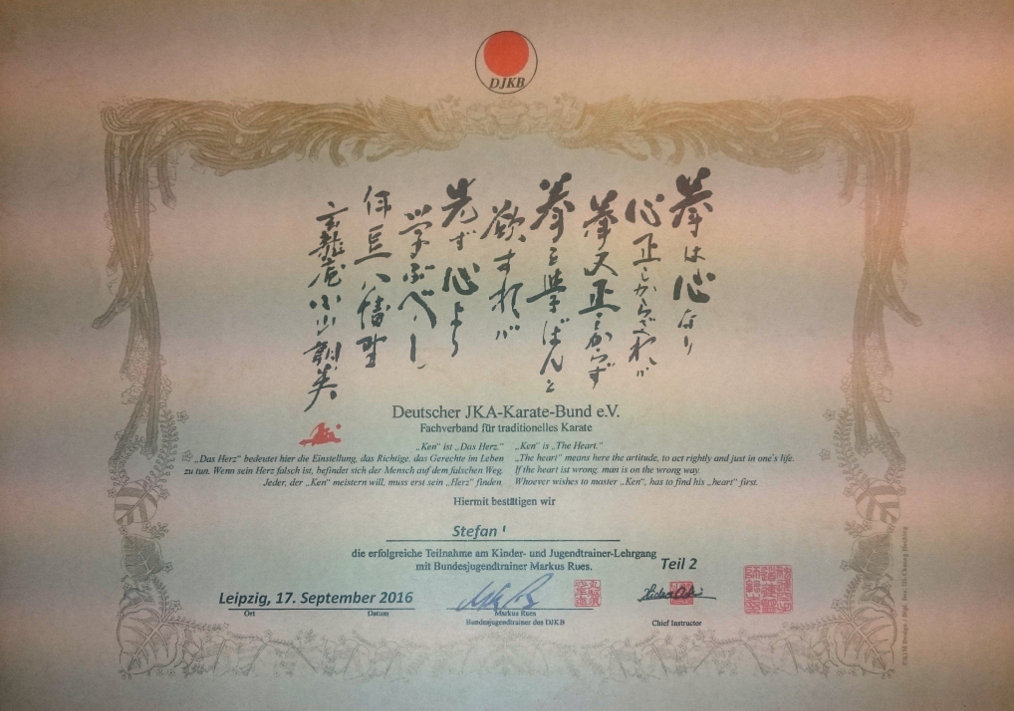 DJKB
拳は心なり
心正しからざれば
拳又正しからず
拳を学ばんと
欲すれば
先ず心より
学ぶべし
伊豆八幡野
小山
Deutscher JKA-Karate-Bund e.V.
Fachverband für traditionelles Karate
„Ken“ ist „Das Herz.“
„Das Herz“ bedeutet hier die Einstellung, das Richtige, das Gerechte im Leben
zu tun. Wenn sein Herz falsch ist, befindet sich der Mensch auf dem falschen Weg.
Jeder, der „Ken“ meistern will, muss erst sein „Herz“ finden.
„Ken“ is „The Heart.“
„The heart“ means here the artitude, to act rightly and just in one's life.
If the heart ist wrong, man is on the wrong way.
Whoever wishes to master „Ken“, has to find his „heart“ first.
Hiermit bestätigen wir
Stefan
die erfolgreiche Teilnahme am Kinder- und Jugendtrainer-Lehrgang
mit Bundesjugendtrainer Markus Rues.
Teil 2
Leipzig, 17. September 2016
Ort Datum
Markus Rues
Bundesjugendtrainer des DJKB
Chief Instructor